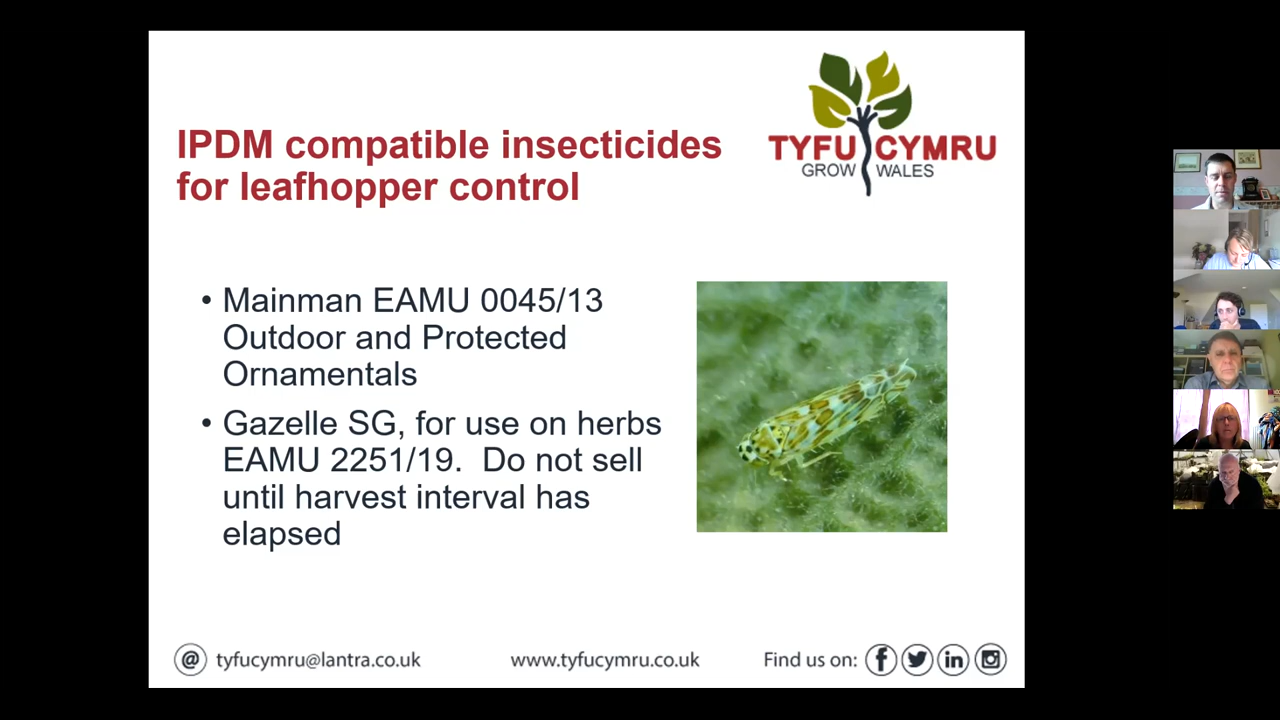 IPDM compatible insecticides
for leafhopper control
TYFU CYMRU
GROW WALES
• Mainman EAMU 0045/13
Outdoor and Protected
Ornamentals
• Gazelle SG, for use on herbs
EAMU 2251/19.  Do not sell
until harvest interval has
elapsed
@ tyfucymru@lantra.co.uk
www.tyfucymru.co.uk
Find us on: